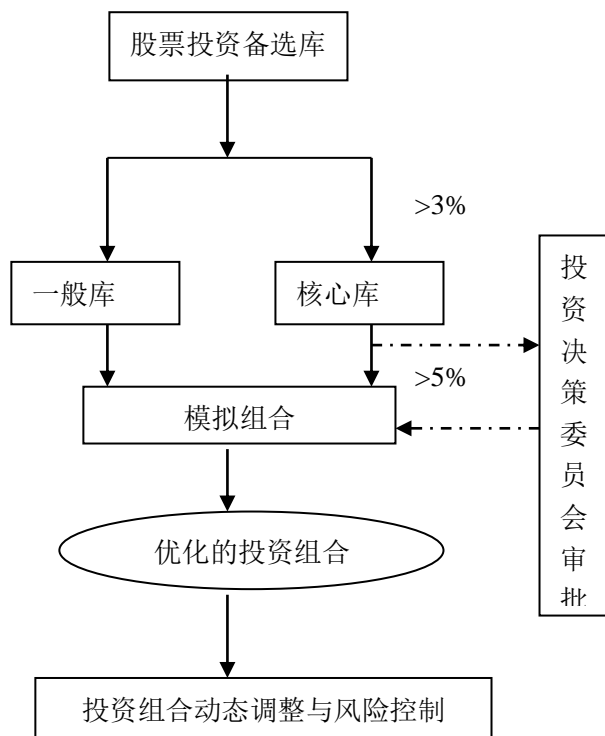 股票投资备选库
>3%
一般库
核心库
>5%
模拟组合
投资决策委员会审批
优化的投资组合
投资组合动态调整与风险控制